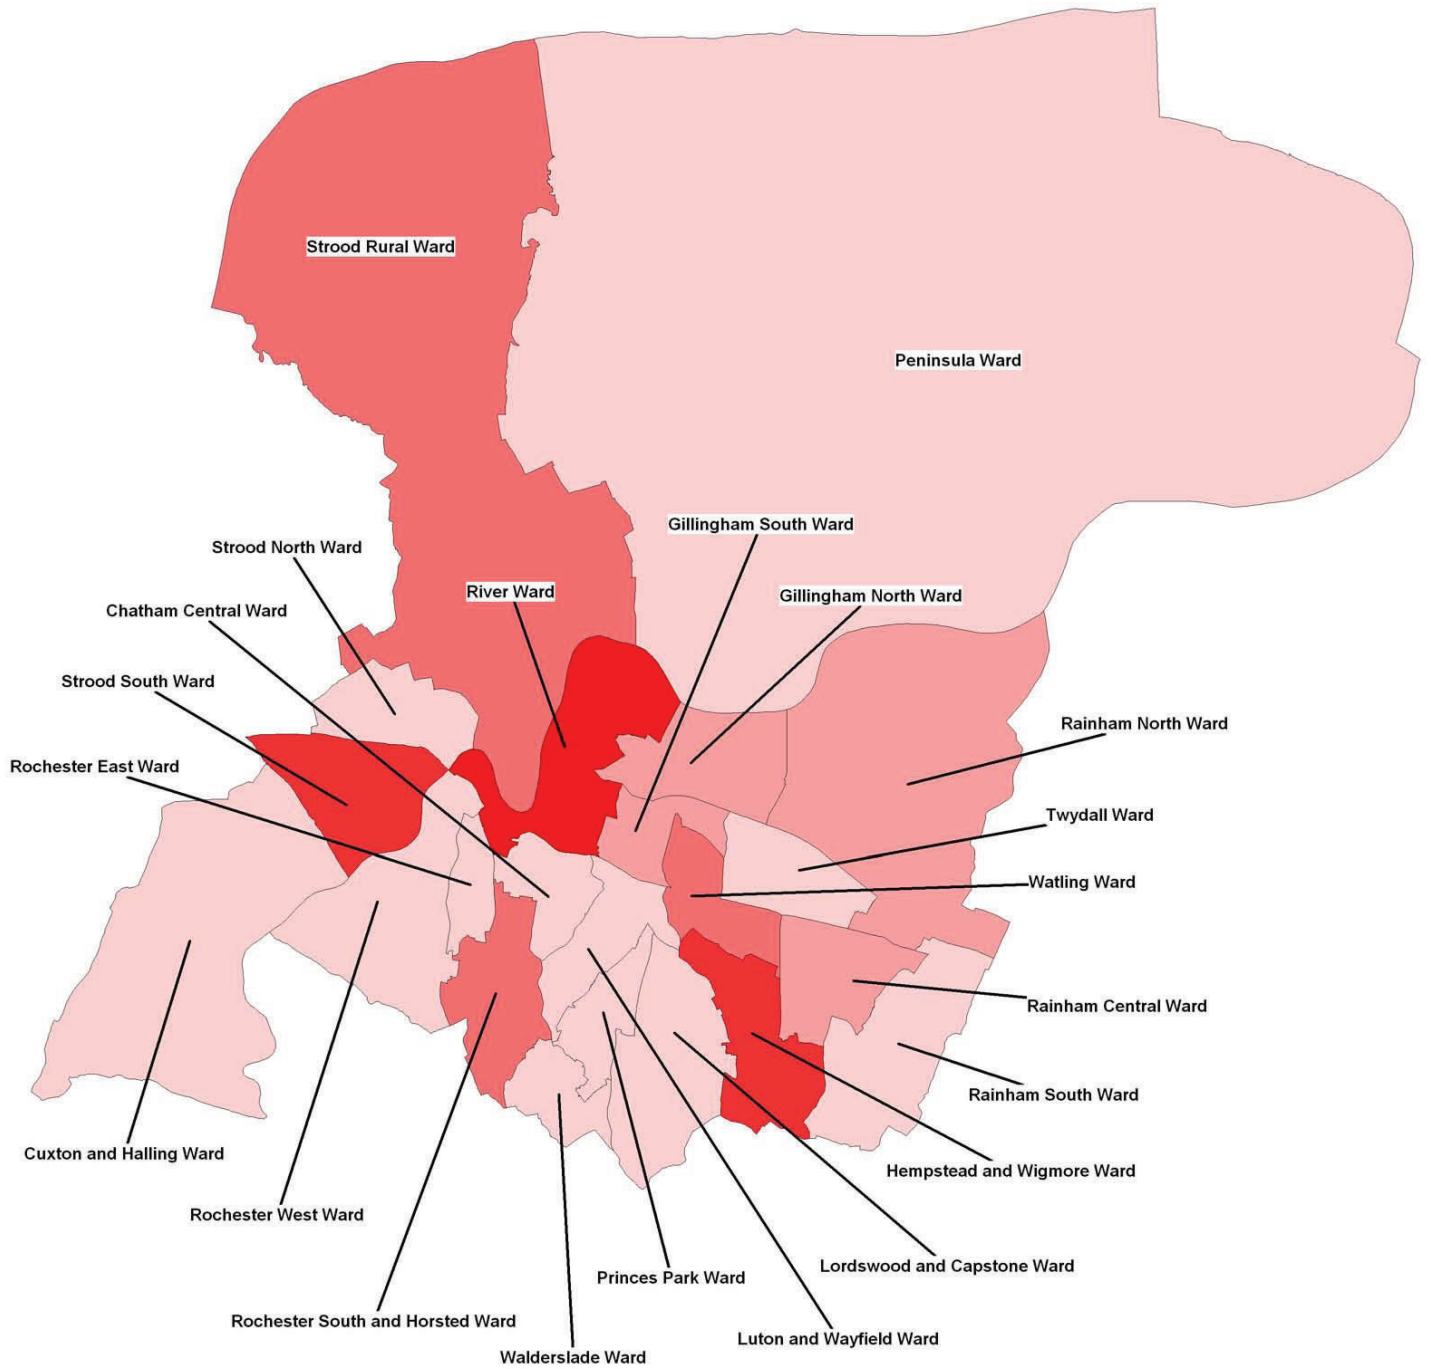 Strood Rural Ward
Peninsula Ward
Gillingham South Ward
Strood North Ward
River Ward
Gillingham North Ward
Chatham Central Ward
Strood South Ward
Rainham North Ward
Rochester East Ward
Twydall Ward
Watling Ward
Rainham Central Ward
Rainham South Ward
Cuxton and Halling Ward
Hempstead and Wigmore Ward
Rochester West Ward
Lordswood and Capstone Ward
Princes Park Ward
Rochester South and Horsted Ward
Luton and Wayfield Ward
Walderslade Ward